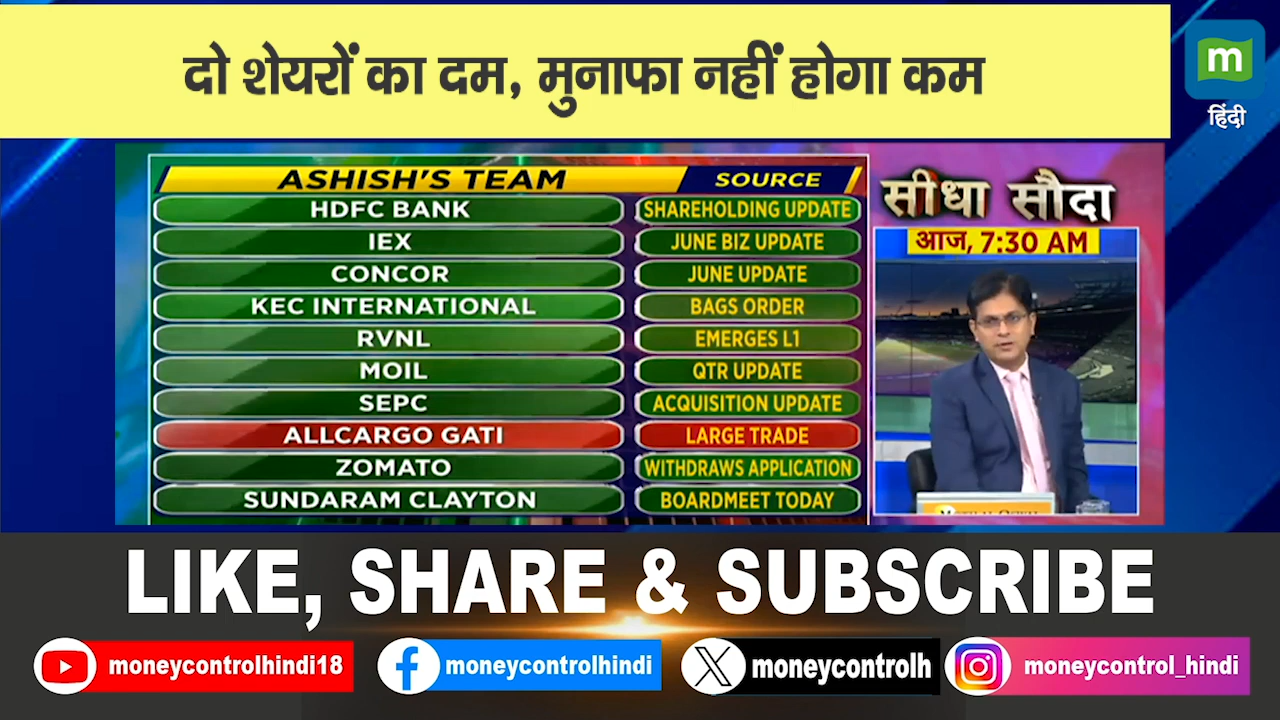 दो शेयरों का दम, मुनाफा नहीं होगा कम
m
हिंदी
ASHISH'S TEAM SOURCE
HDFC BANK SHAREHOLDING UPDATE
IEX JUNE BIZ UPDATE
CONCOR JUNE UPDATE
KEC INTERNATIONAL BAGS ORDER
RVNL EMERGES L1
MOIL QTR UPDATE
SEPC ACQUISITION UPDATE
ALLCARGO GATI LARGE TRADE
ZOMATO WITHDRAWS APPLICATION
SUNDARAM CLAYTON BOARDMEET TODAY
सीधा सौदा
आज, 7:30 AM
LIKE, SHARE & SUBSCRIBE
moneycontrolhindi18 moneycontrolhindi moneycontrolh moneycontrol_hindi